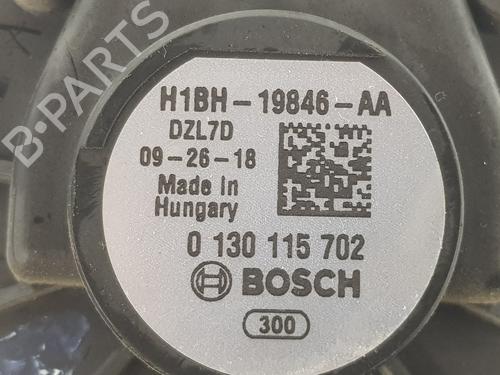 B-PARTS
H1BH-19846-AA
DZL7D
09-26-18
Made in
Hungary
0 130 115 702
BOSCH
300